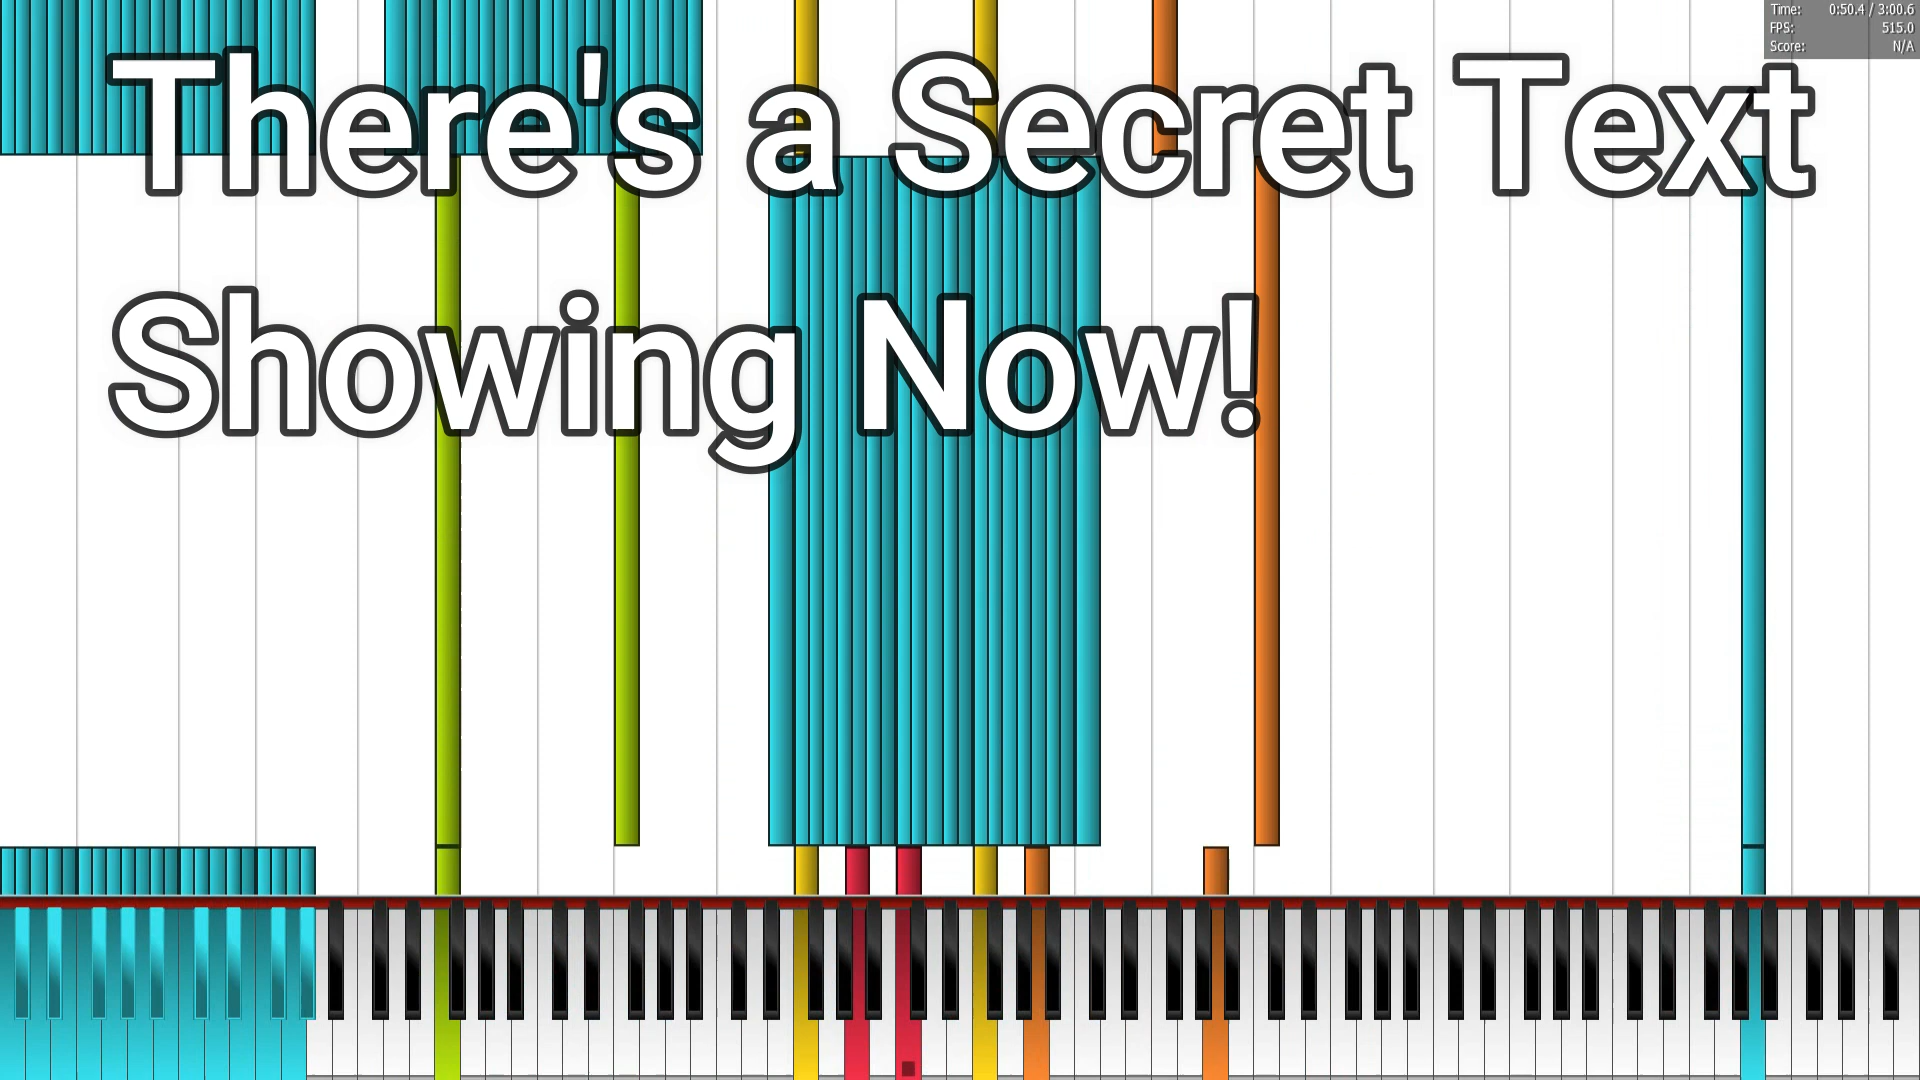 Time: 0:50.4 / 3:00.6
FPS: 515.0
Score: N/A
There's a Secret Text
Showing Now!